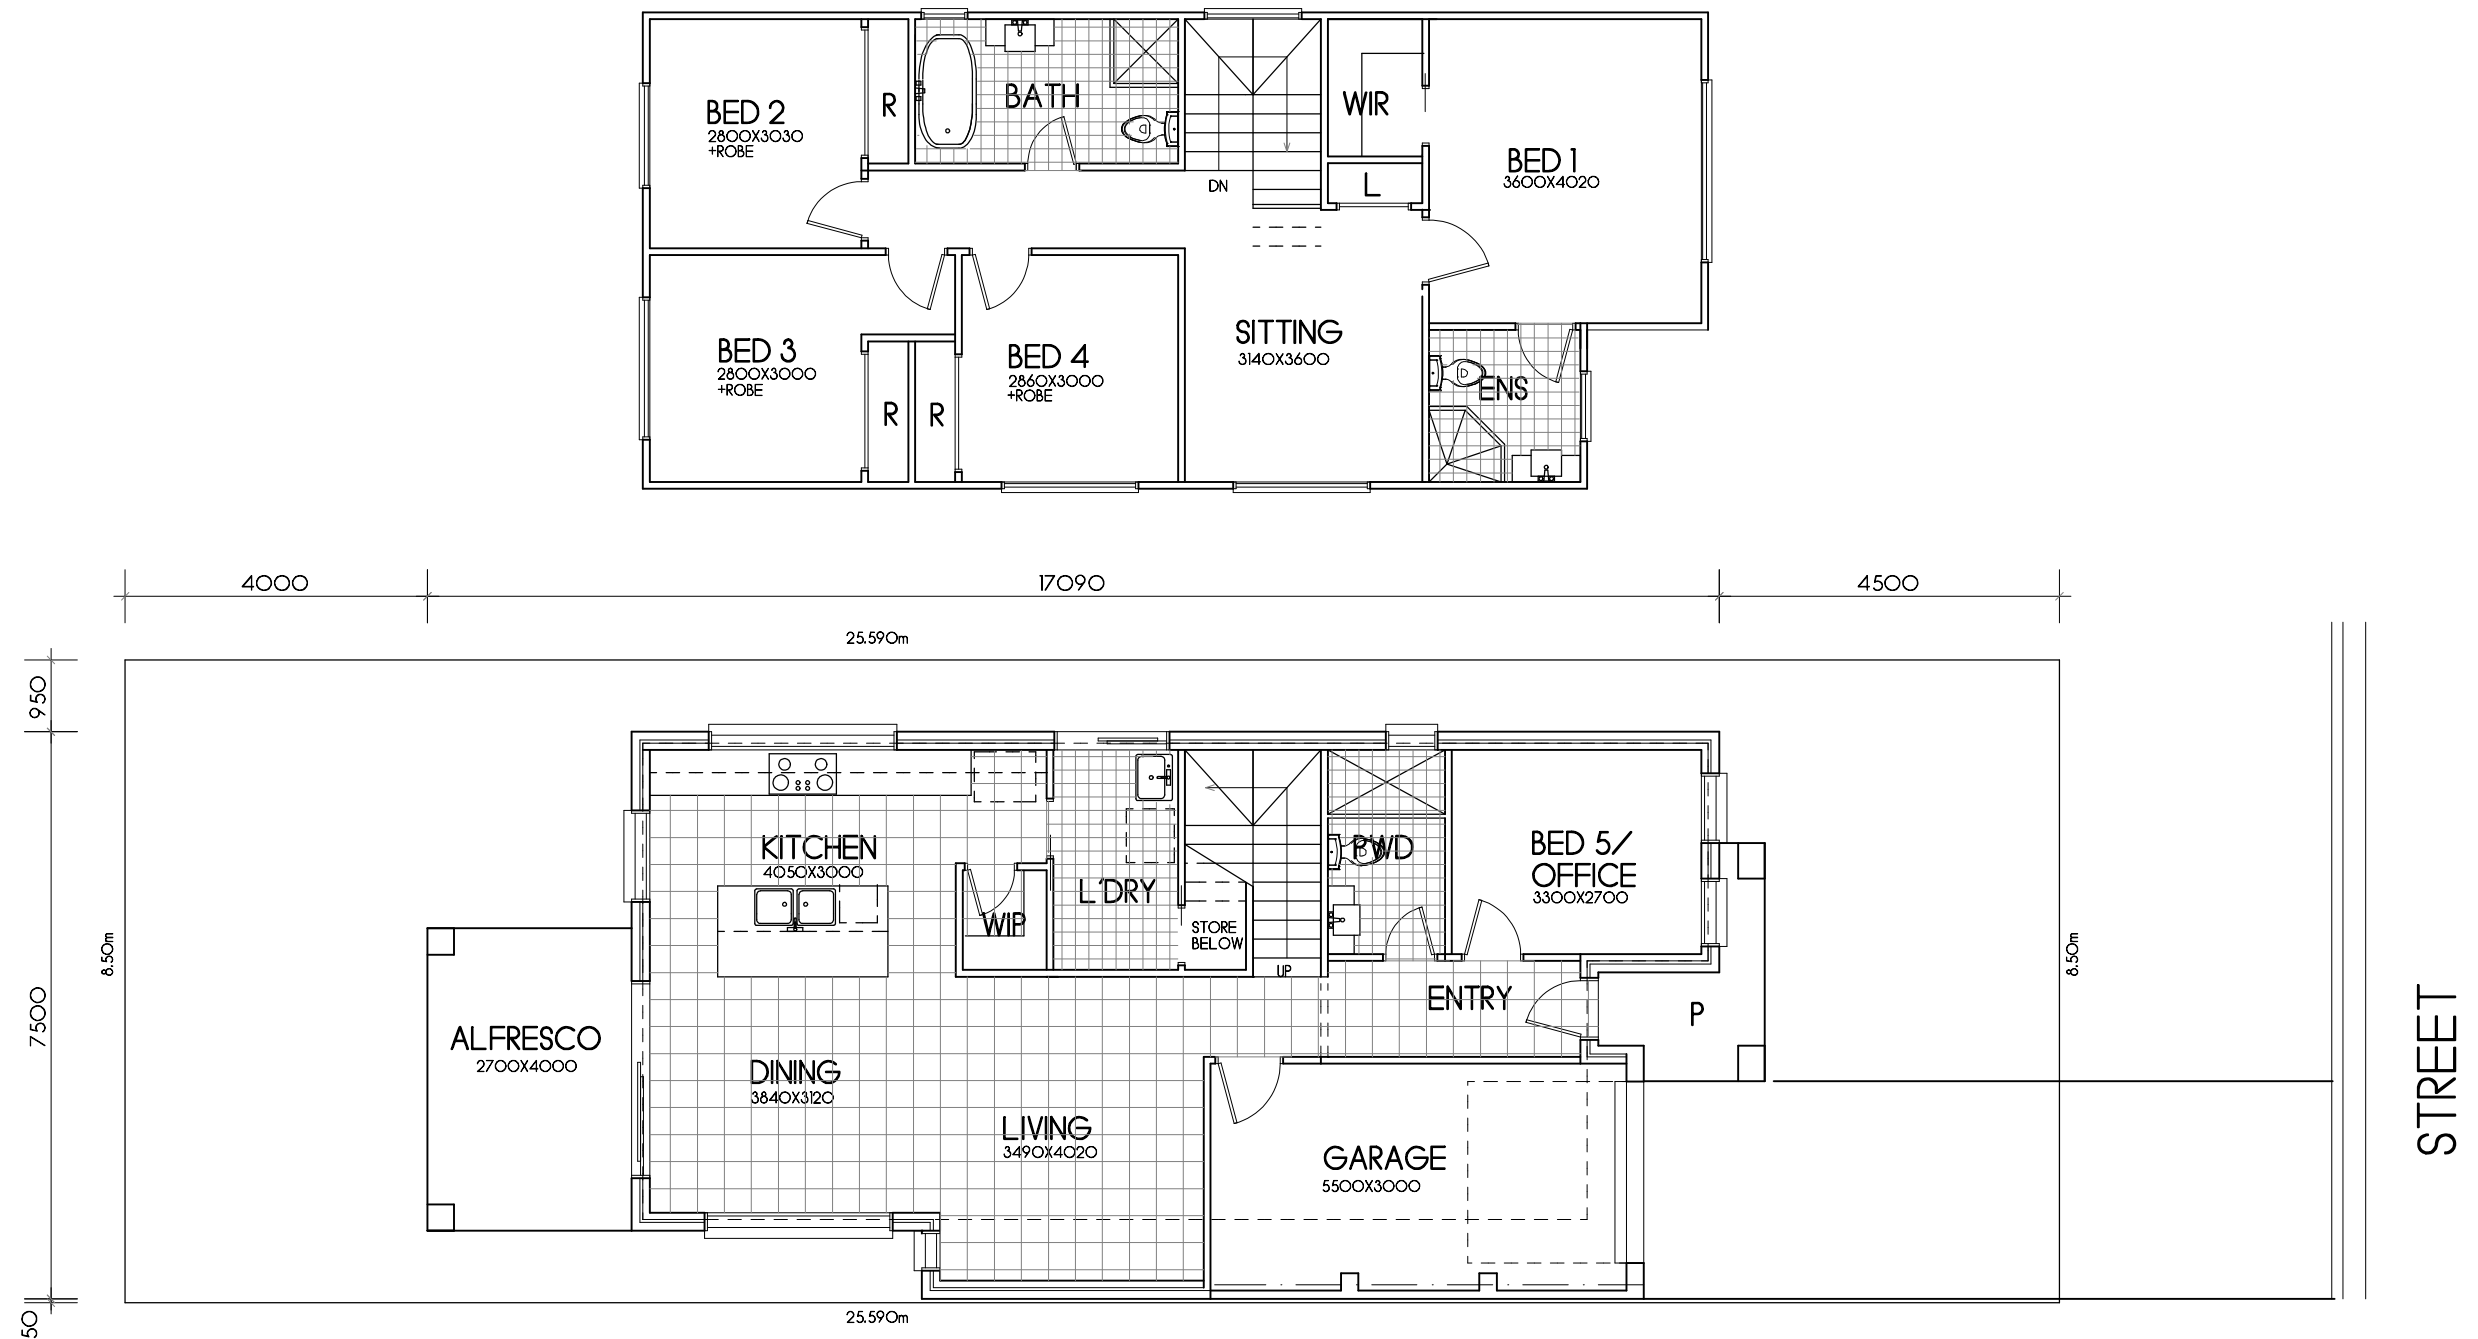 BED 2
2800X3030
+ROBE
R
BATH
DN
WIR
L
BED 1
3600X4020
BED 3
2800X3000
+ROBE
R
R
BED 4
2860X3000
+ROBE
SITTING
3140X3600
ENS
4000
17090
4500
25.590m
950
7500
50
8.50m
8.50m
KITCHEN
4050X3000
WIP
L'DRY
STORE
BELOW
UP
PWD
BED 5/
OFFICE
3300X2700
ENTRY
P
ALFRESCO
2700X4000
DINING
3840X3120
LIVING
3490X4020
GARAGE
5500X3000
STREET
25.590m